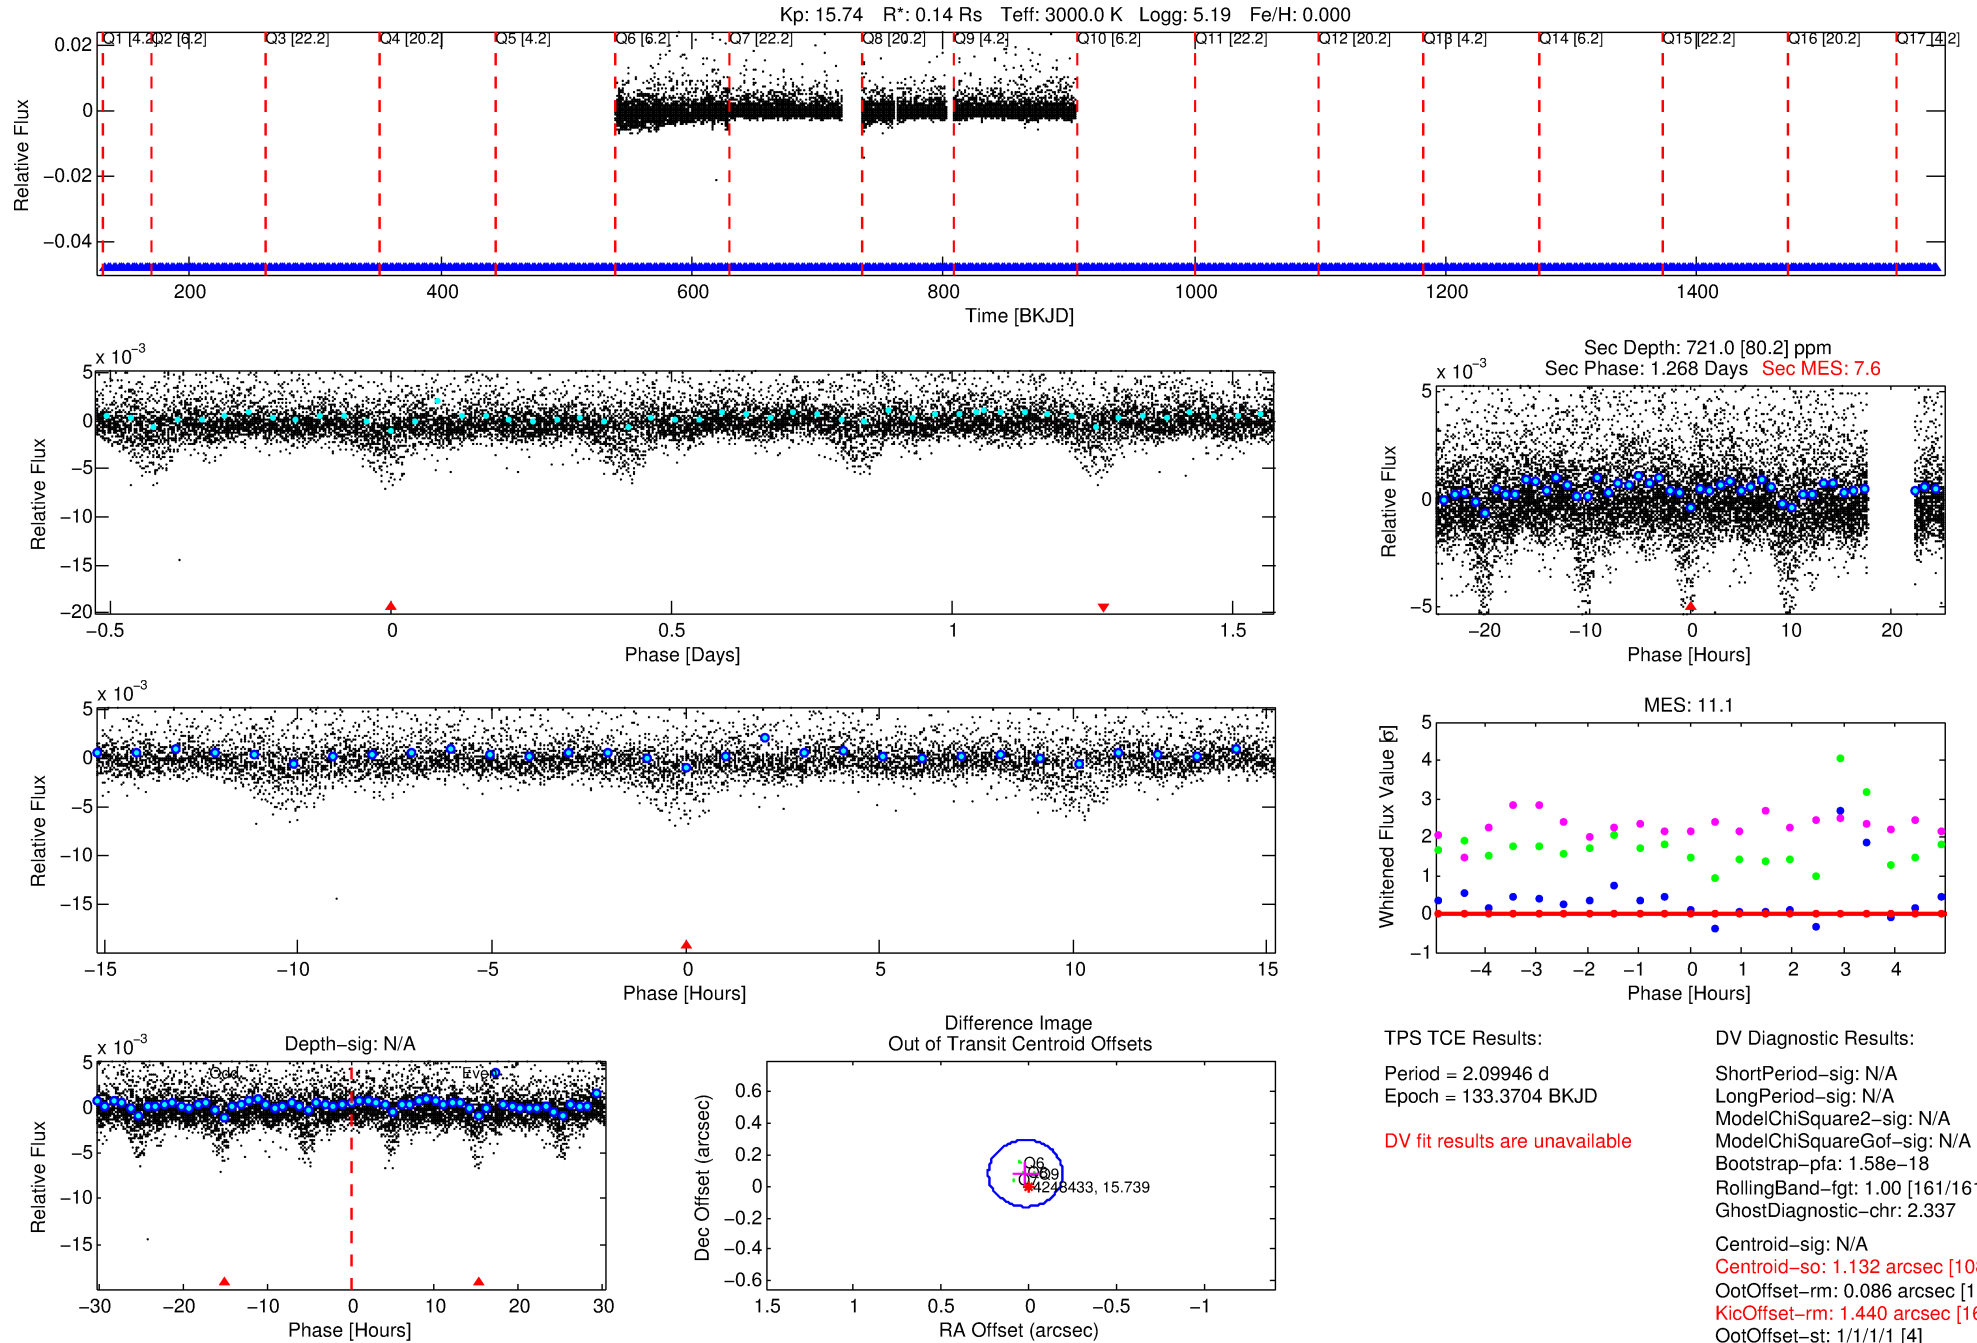 Kp: 15.74 R*: 0.14 Rs Teff: 3000.0 K Logg: 5.19 Fe/H: 0.000
Q3 [22.2] Q4 [20.2] Q5 [4.2] Q6 [6.2] Q7 [22.2] Q8 [20.2] Q9 [4.2] Q10 [6.2] Q11 [22.2] Q12 [20.2] Q13 [4.2] Q14 [6.2] Q15 [22.2] Q16 [20.2] Q17 [4.2]
0.02
0
−0.02
−0.04
Relative Flux
200 400 600 800 1000 1200 1400
Time [BKJD]
x 10−3
5
0
−5
−10
−15
−20
Relative Flux
−0.5 0 0.5 1 1.5
Phase [Days]
Sec Depth: 721.0 [80.2] ppm
Sec Phase: 1.268 Days Sec MES: 7.6
x 10−3
5
0
−5
Relative Flux
−20 −10 0 10 20
Phase [Hours]
x 10−3
5
0
−5
−10
−15
Relative Flux
−15 −10 −5 0 5 10 15
Phase [Hours]
MES: 11.1
5
4
3
2
1
0
−1
Whitened Flux Value [σ]
−4 −3 −2 −1 0 1 2 3 4
Phase [Hours]
Depth−sig: N/A
x 10−3
Odd Even
5
0
−5
−10
−15
Relative Flux
−30 −20 −10 0 10 20 30
Phase [Hours]
Difference Image
Out of Transit Centroid Offsets
0.6
0.4
0.2
0
−0.2
−0.4
−0.6
Dec Offset (arcsec)
Q6
Q9
4248433, 15.739
1.5 1 0.5 0 −0.5 −1
RA Offset (arcsec)
TPS TCE Results:
Period = 2.09946 d
Epoch = 133.3704 BKJD
DV fit results are unavailable
DV Diagnostic Results:
ShortPeriod−sig: N/A
LongPeriod−sig: N/A
ModelChiSquare2−sig: N/A
ModelChiSquareGof−sig: N/A
Bootstrap−pfa: 1.58e−18
RollingBand−fgt: 1.00 [161/161
GhostDiagnostic−chr: 2.337
Centroid−sig: N/A
Centroid−so: 1.132 arcsec [108
OotOffset−rm: 0.086 arcsec [1
KicOffset−rm: 1.440 arcsec [16
OotOffset−st: 1/1/1/1 [4]